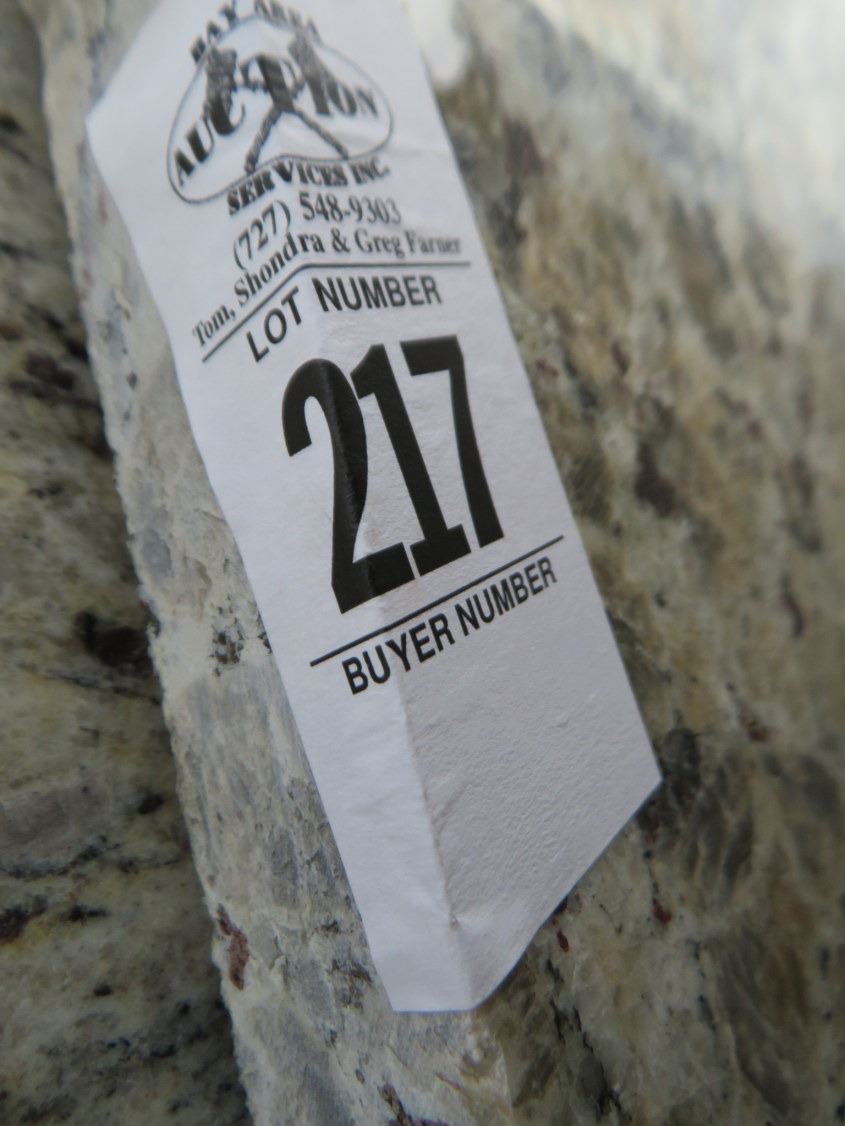 BAY AREA
AUCTION
SERVICES INC.
(727) 548-9303
Tom, Shondra & Greg Farner
LOT NUMBER
217
BUYER NUMBER